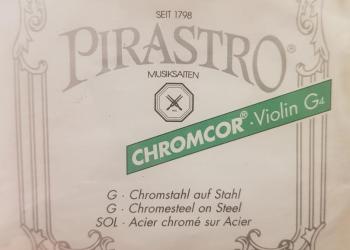 SEIT 1798
PIRASTRO®
MUSIKSAITEN
CHROMCOR® · Violin G4
G - Chromstahl auf Stahl
G - Chromesteel on Steel
SOL - Acier chromé sur Acier